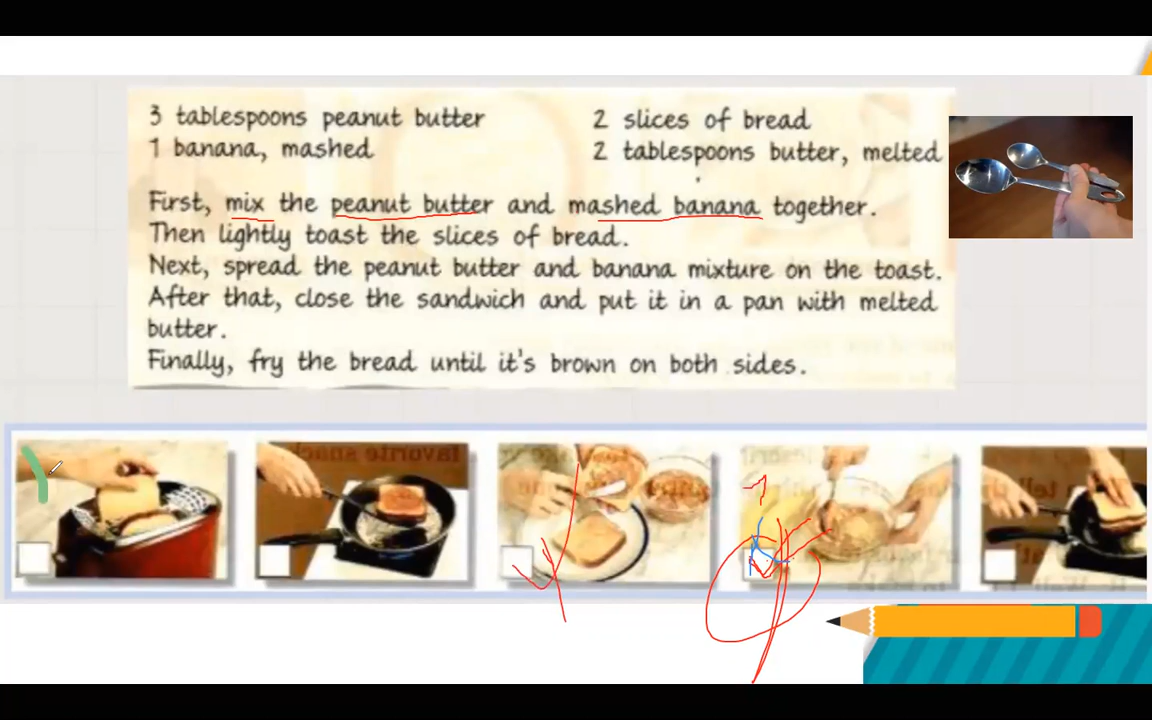 3 tablespoons peanut butter
1 banana, mashed
2 slices of bread
2 tablespoons butter, melted
First, mix the peanut butter and mashed banana together.
Then lightly toast the slices of bread.
Next, spread the peanut butter and banana mixture on the toast.
After that, close the sandwich and put it in a pan with melted
butter.
Finally, fry the bread until it's brown on both sides.
favorite snack